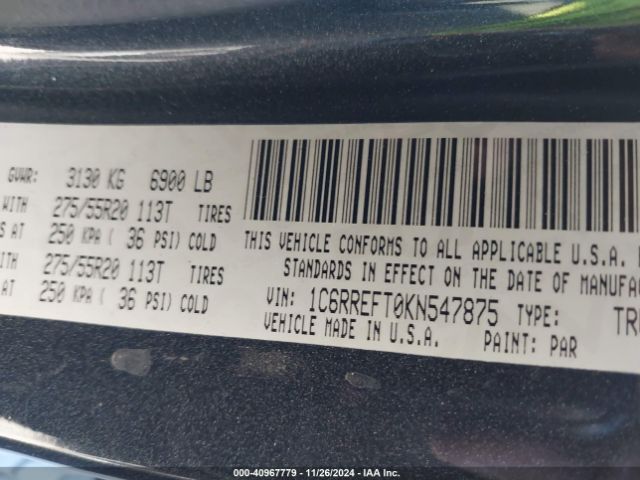 GVWR: 3130 KG 6900 LB
WITH 275/55R20 113T TIRES
AT 250 KPA ( 36 PSI) COLD
275/55R20 113T TIRES
AT 250 KPA ( 36 PSI) COLD
THIS VEHICLE CONFORMS TO ALL APPLICABLE U.S.A.
STANDARDS IN EFFECT ON THE DATE OF MANUFA
VIN: 1C6RREFT0KN547875 TYPE: TR
VEHICLE MADE IN U.S.A. PAINT: PAR
© 2024 - 40967779 - 11/26/2024 - IAA Inc.